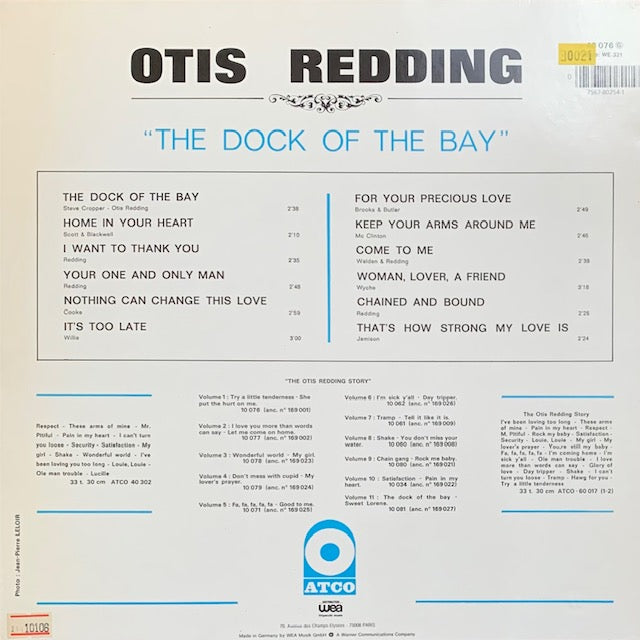 OTIS REDDING
10 076
WE 331
7567-80254-1
"THE DOCK OF THE BAY"
THE DOCK OF THE BAY
Steve Cropper - Otis Redding 2'38
HOME IN YOUR HEART
Scott & Blackwell 2'10
I WANT TO THANK YOU
Redding 2'35
YOUR ONE AND ONLY MAN
Redding 2'48
NOTHING CAN CHANGE THIS LOVE
Cooke 2'59
IT'S TOO LATE
Willis 3'00
FOR YOUR PRECIOUS LOVE
Brooks & Butler 2'49
KEEP YOUR ARMS AROUND ME
Mc Clinton 2'46
COME TO ME
Walden & Redding 2'39
WOMAN, LOVER, A FRIEND
Wyche 3'18
CHAINED AND BOUND
Redding 2'26
THAT'S HOW STRONG MY LOVE IS
Jamison 2'24
"THE OTIS REDDING STORY"
Respect - These arms of mine - Mr.
Pitiful - Pain in my heart - I can't turn
you loose - Security - Satisfaction - My
girl - Shake - Wonderful world - I've
been loving you too long - Louie, Louie -
Ole man trouble - Lucille
33 t. 30 cm ATCO 40 302
Volume 1 : Try a little tenderness - She
put the hurt on me.
10 076 (anc. n° 169 001)
Volume 2 : I love you more than words
can say - Let me come on home.
10 077 (anc. n° 169 002)
Volume 3 : Wonderful world - My girl.
10 078 (anc. n° 169 023)
Volume 4 : Don't mess with cupid - My
lover's prayer.
10 079 (anc. n° 169 024)
Volume 5 : Fa, fa, fa, fa, fa - Good to me.
10 071 (anc. n° 169 025)
Volume 6 : I'm sick y'all - Day tripper.
10 062 (anc. n° 169 026)
Volume 7 : Tramp - Tell it like it is.
10 061 (anc. n° 169 009)
Volume 8 : Shake - You don't miss your
water.
10 060 (anc. n° 169 008)
Volume 9 : Chain gang - Rock me baby.
10 080 (anc. n° 169 021)
Volume 10 : Satisfaction - Pain in my
heart.
10 034 (anc. n° 169 022)
Volume 11 : The dock of the bay -
Sweet Lorene.
10 081 (anc. n° 169 027)
The Otis Redding Story
I've been loving too long - These arms
of mine - Pain in my heart - Respect -
Mr. Pitiful - Rock my baby - Satisfaction -
Security - Louie, Louie - My girl - My
lover's prayer - You're still my baby -
Fa, fa, fa, fa, fa - I'm coming home - I'm
sick y'all - Ole man trouble - I love
more than words can say - Glory of
love - Day tripper - Shake - I can't
turn you loose - Tramp - Hawg for you -
Try a little tenderness
33 t. 30 cm ATCO - 60 017 (1-2)
Photo : Jean-Pierre LELOIR
ATCO
wea
79, Avenue des Champs-Elysées - 75008 PARIS
Made in Germany by WEA Musik GmbH A Warner Communications Company
10106